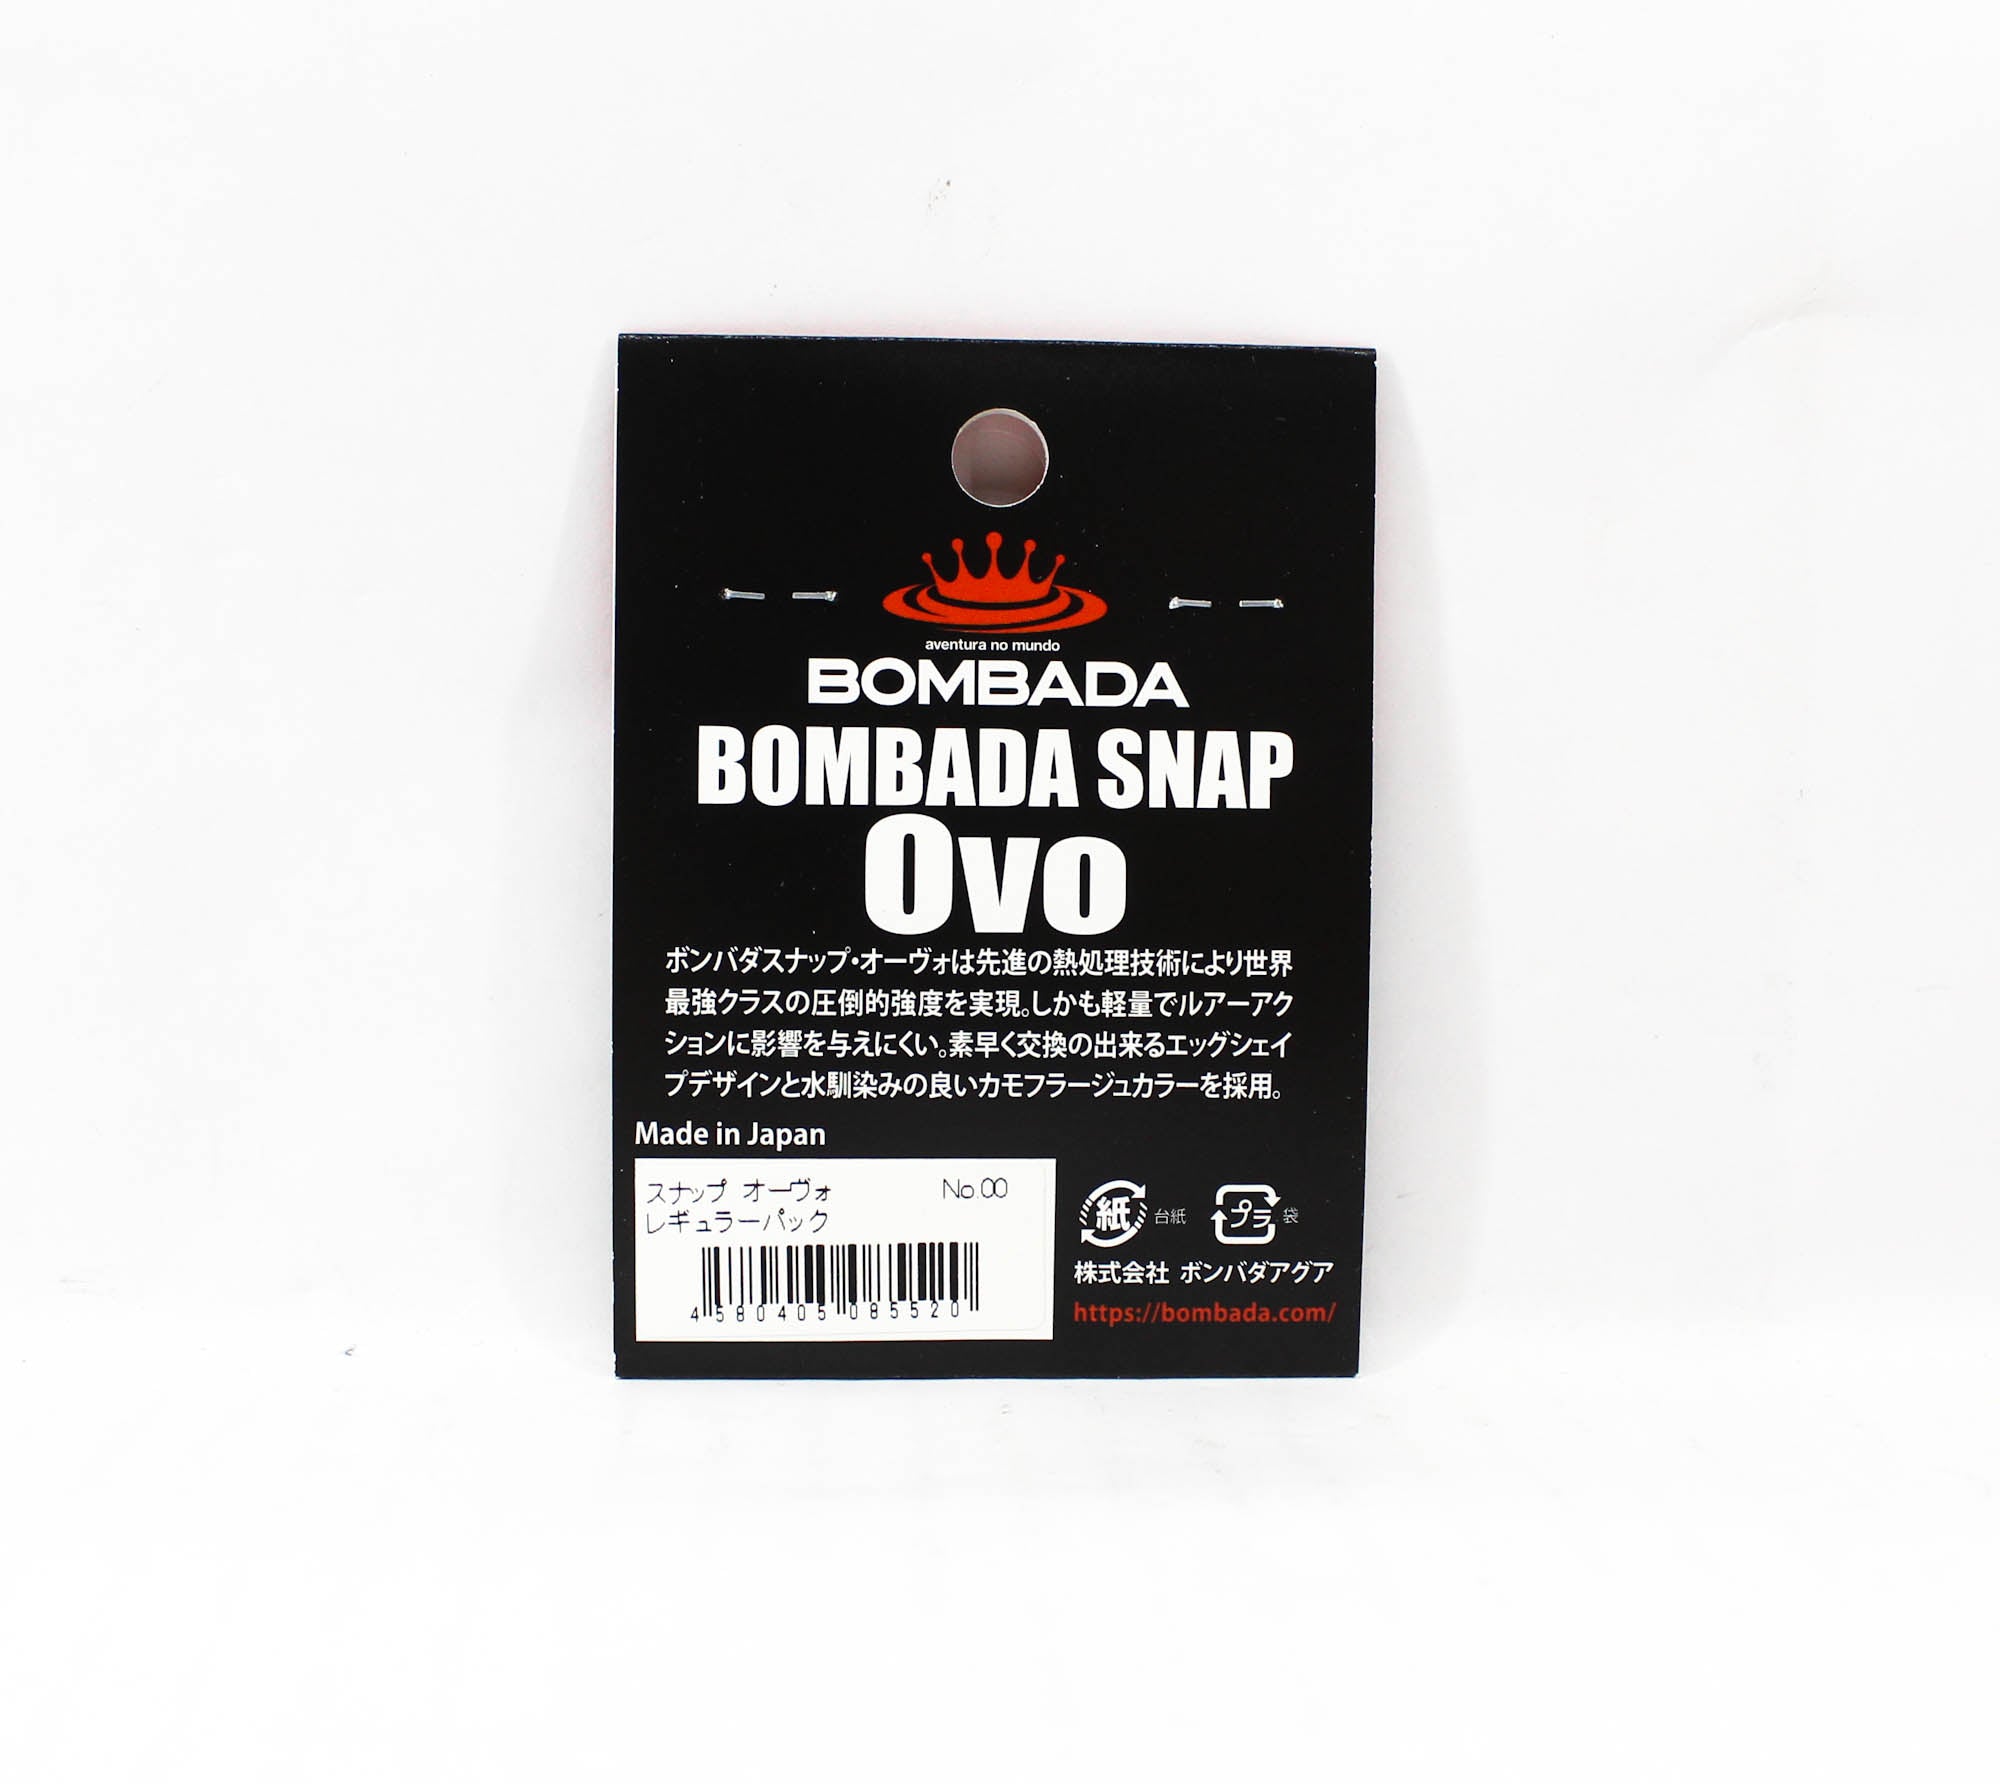 aventura no mundo
BOMBADA
BOMBADA SNAP
Ovo
ボンバダスナップ・オーヴォは先進の熱処理技術により世界
最強クラスの圧倒的強度を実現。しかも軽量でルアーアク
ションに影響を与えにくい。素早く交換の出来るエッグシェイ
プデザインと水馴染みの良いカモフラージュカラーを採用。
Made in Japan
スナップ オーヴォ No.00
レギュラーパック
4 580405 085520
紙 台紙 プラ 袋
株式会社 ボンバダアグア
https://bombada.com/